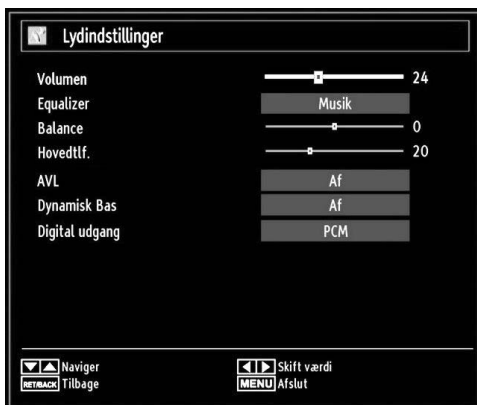 Lydindstillinger
Volumen 24
Equalizer Musik
Balance 0
Hovedtlf. 20
AVL Af
Dynamisk Bas Af
Digital udgang PCM
Naviger Skift værdi
RET/BACK Tilbage MENU Afslut